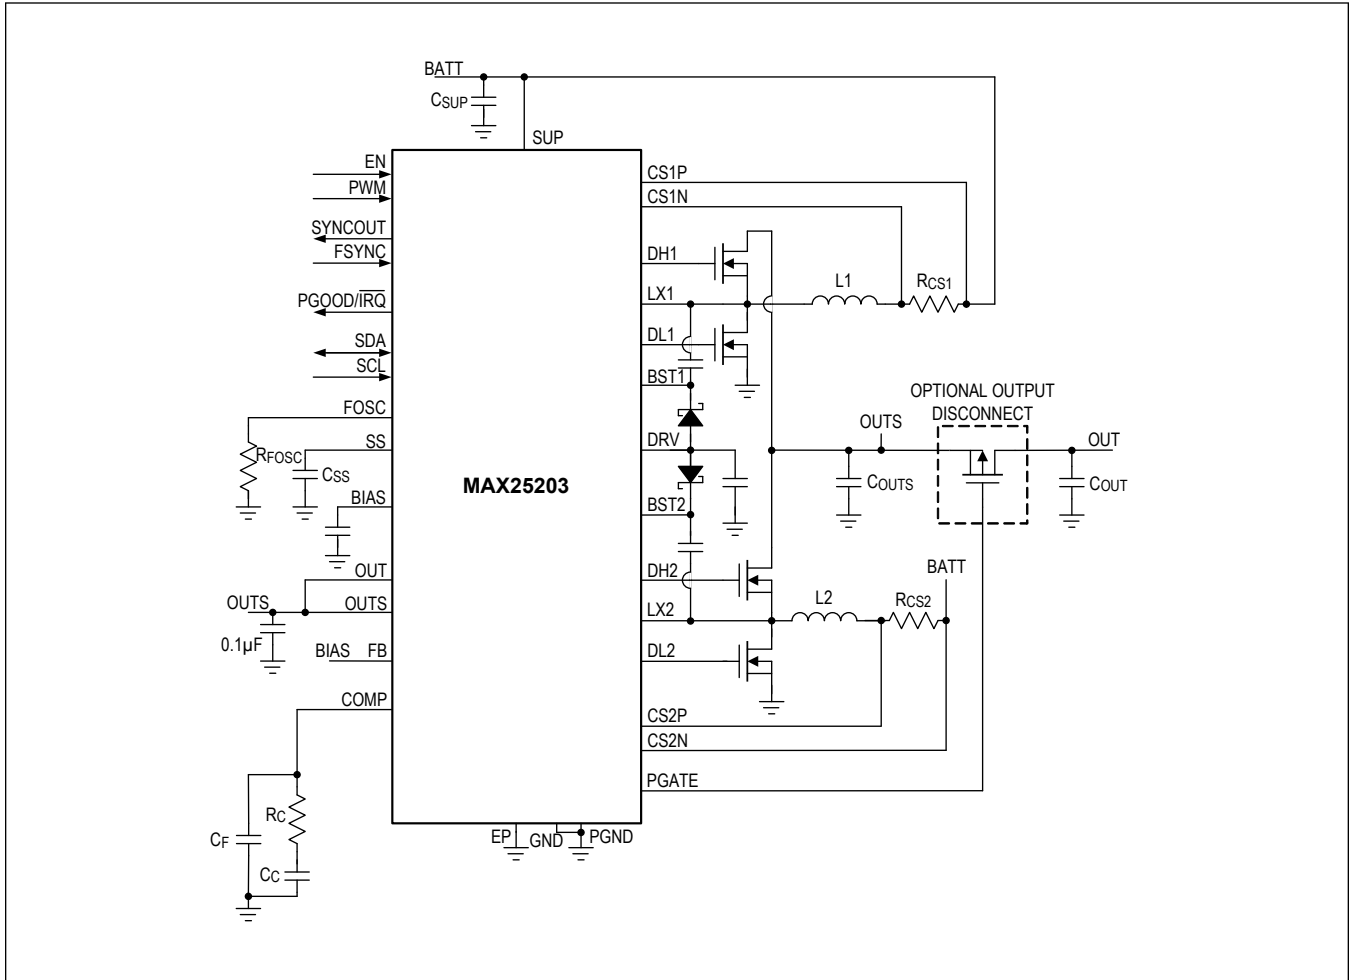 BATT
CSUP
SUP
EN
PWM
SYNCOUT
FSYNC
PGOOD/IRQ
SDA
SCL
FOSC
RFOSC
SS
CSS
BIAS
OUT
OUTS
OUTS
0.1µF
BIAS FB
COMP
CF
RC
CC
MAX25203
EP
GND
PGND
CS1P
CS1N
DH1
LX1
DL1
BST1
DRV
BST2
DH2
LX2
DL2
CS2P
CS2N
PGATE
L1
RCS1
OPTIONAL OUTPUT
DISCONNECT
OUTS
OUT
COUTS
COUT
BATT
L2
RCS2